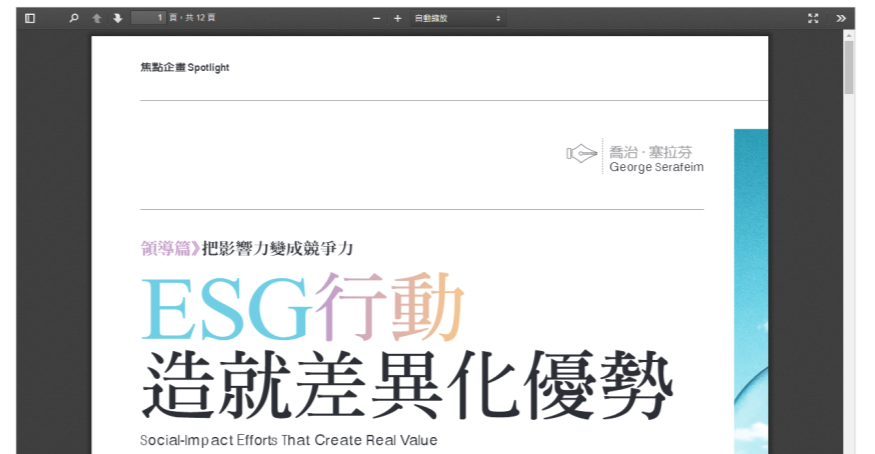 1 頁，共 12 頁
自動縮放
焦點企畫 Spotlight
喬治．塞拉芬
George Serafeim
領導篇》把影響力變成競爭力
ESG行動
造就差異化優勢
Social-Impact Efforts That Create Real Value